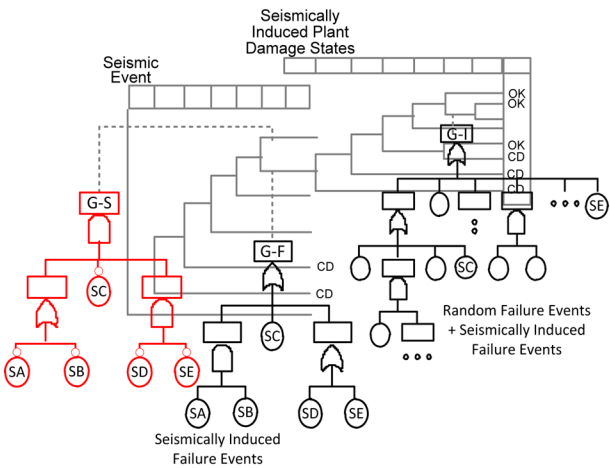 Seismically
Induced Plant
Damage States
Seismic
Event
OK
OK
G-I
OK
CD
CD
CD
G-S
SE
G-F
CD
SC
SC
CD
Random Failure Events
+ Seismically Induced
Failure Events
SC
SA
SB
SD
SE
SA
SB
SD
SE
Seismically Induced
Failure Events